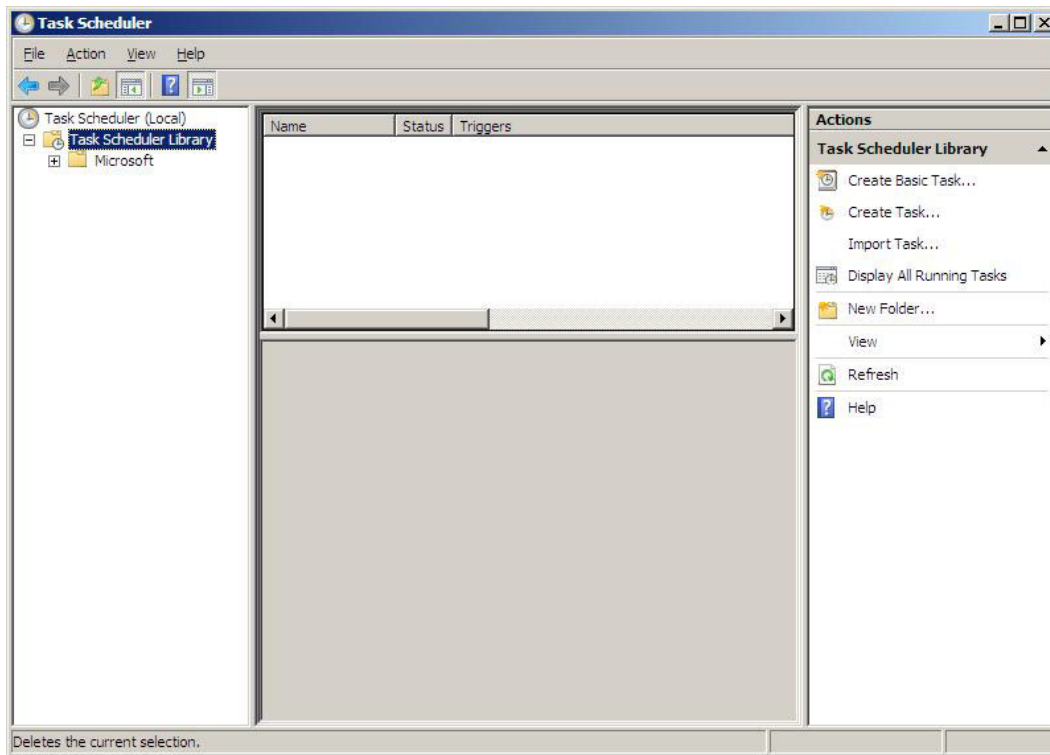 Task Scheduler
File Action View Help
Task Scheduler (Local)
Task Scheduler Library
Microsoft
Name Status Triggers
Actions
Task Scheduler Library
Create Basic Task...
Create Task...
Import Task...
Display All Running Tasks
New Folder...
View
Refresh
Help
Deletes the current selection.